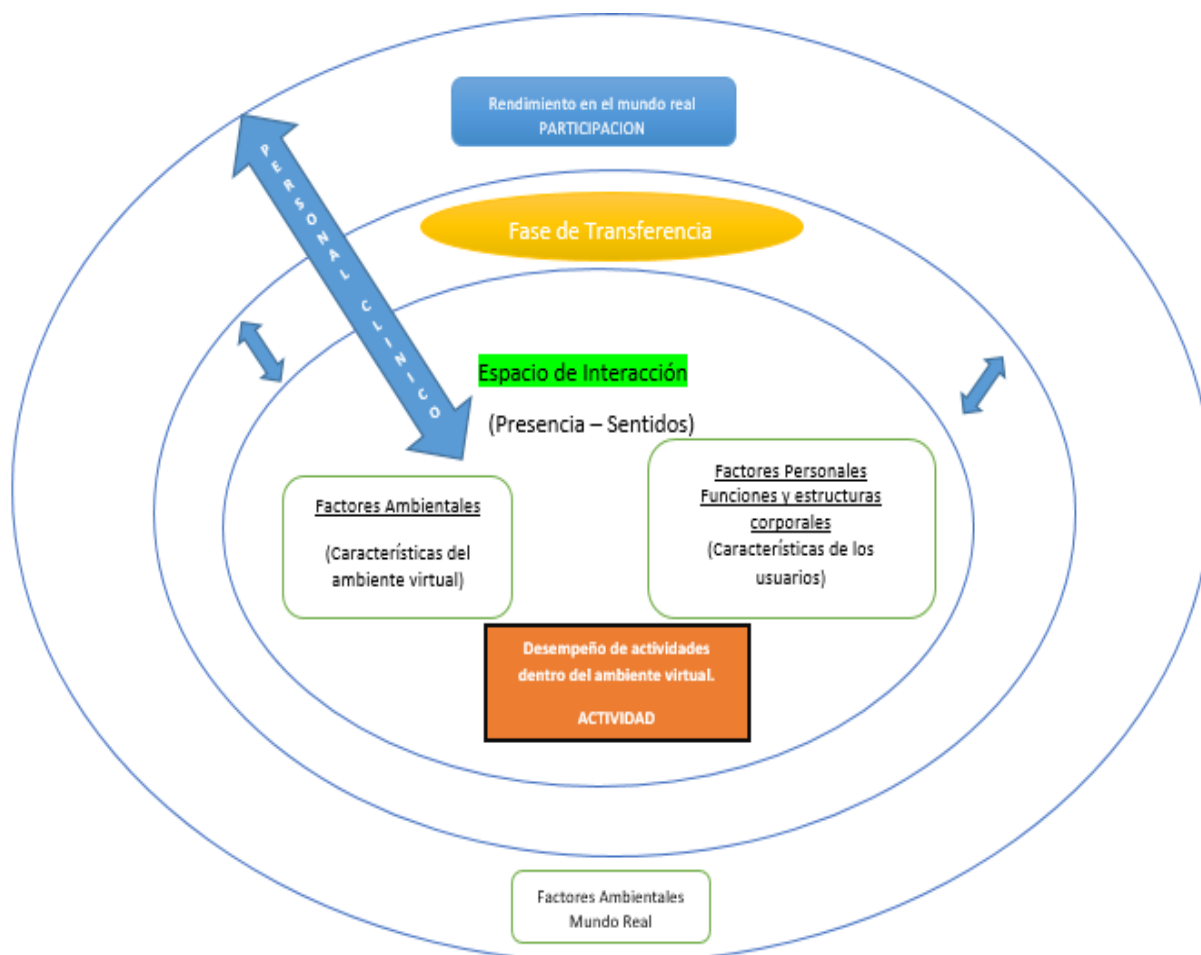 Rendimiento en el mundo real
PARTICIPACION
PERSONAL CLINICO
Fase de Transferencia
Espacio de Interacción
(Presencia – Sentidos)
Factores Ambientales
(Características del
ambiente virtual)
Factores Personales
Funciones y estructuras
corporales
(Características de los
usuarios)
Desempeño de actividades
dentro del ambiente virtual.
ACTIVIDAD
Factores Ambientales
Mundo Real